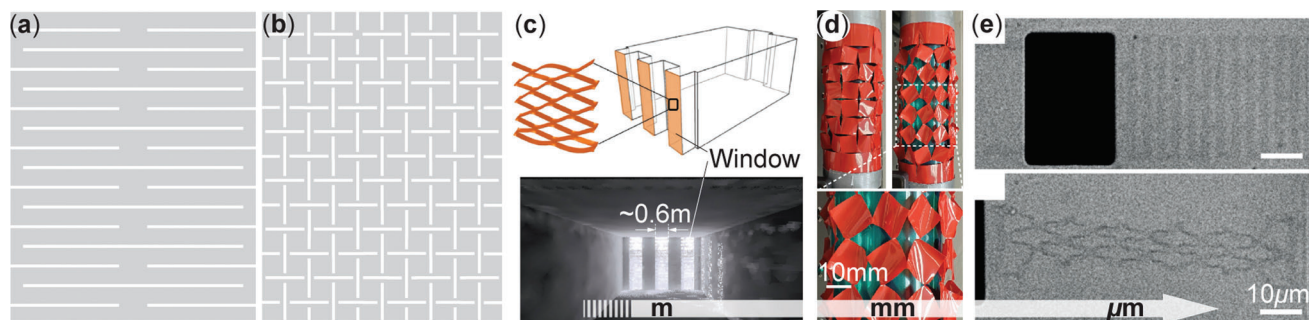 (a)
(b)
(c)
(d)
(e)
Window
~0.6m
10mm
10μm
m
mm
μm